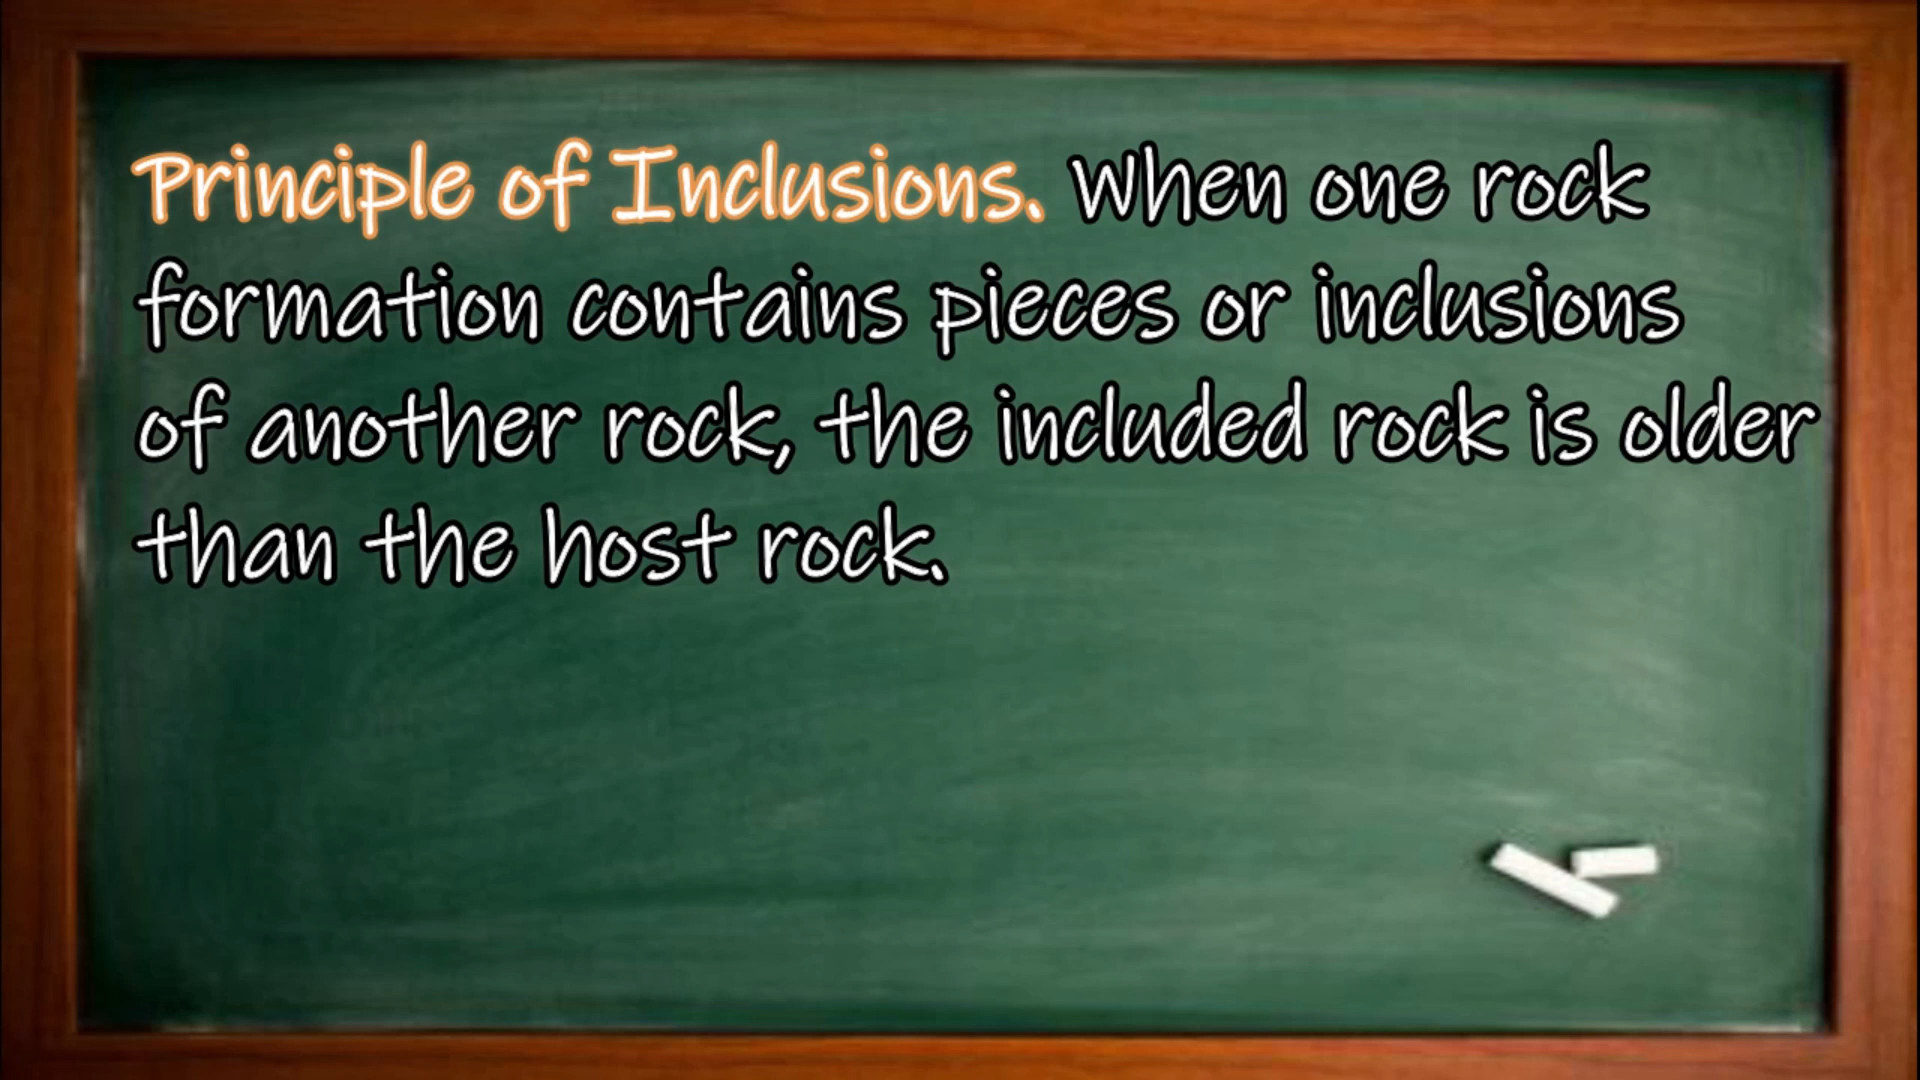 Principle of Inclusions. When one rock
formation contains pieces or inclusions
of another rock, the included rock is older
than the host rock.